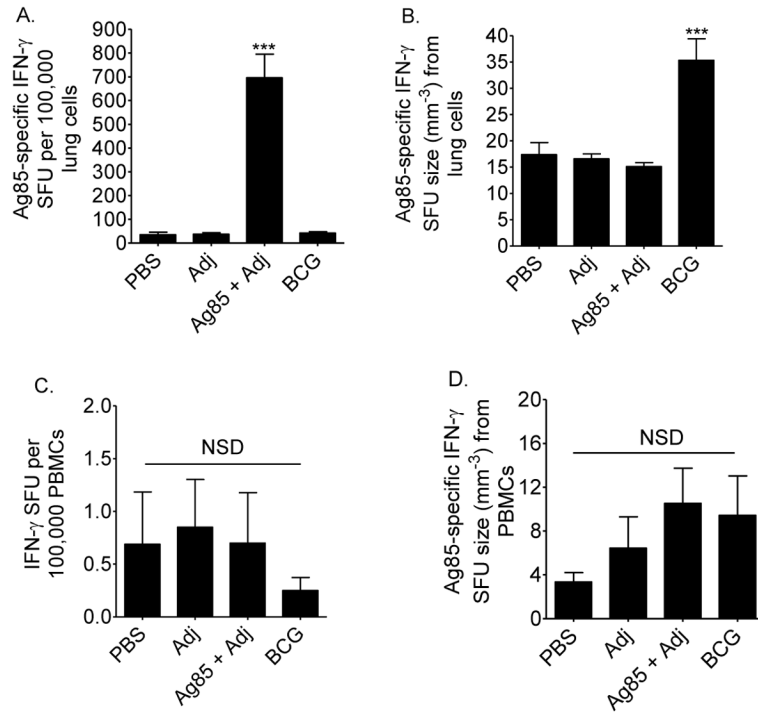 A.
Ag85-specific IFN-γ
SFU per 100,000
lung cells
900
800
700
600
500
400
300
200
100
0
***
PBS
Adj
Ag85 + Adj
BCG
B.
Ag85-specific IFN-γ
SFU size (mm-3) from
lung cells
40
35
30
25
20
15
10
5
0
***
PBS
Adj
Ag85 + Adj
BCG
C.
IFN-γ SFU per
100,000 PBMCs
2.0
1.5
1.0
0.5
0.0
NSD
PBS
Adj
Ag85 + Adj
BCG
D.
Ag85-specific IFN-γ
SFU size (mm-3) from
PBMCs
20
16
12
8
4
0
NSD
PBS
Adj
Ag85 + Adj
BCG